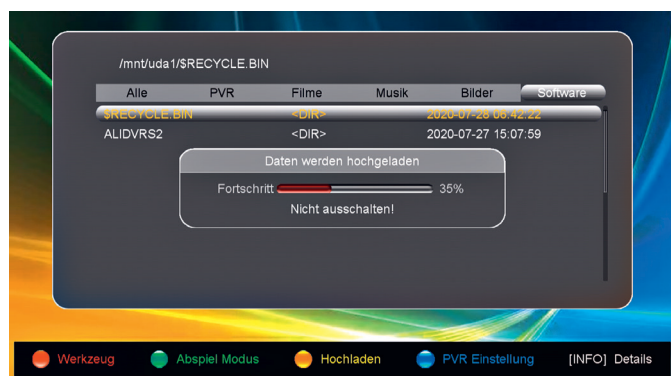 /mnt/uda1/$RECYCLE.BIN
Alle PVR Filme Musik Bilder Software
$RECYCLE.BIN <DIR> 2020-07-28 06:42:22
ALIDVRS2 <DIR> 2020-07-27 15:07:59
Daten werden hochgeladen
Fortschritt 35%
Nicht ausschalten!
Werkzeug Abspiel Modus Hochladen PVR Einstellung [INFO] Details